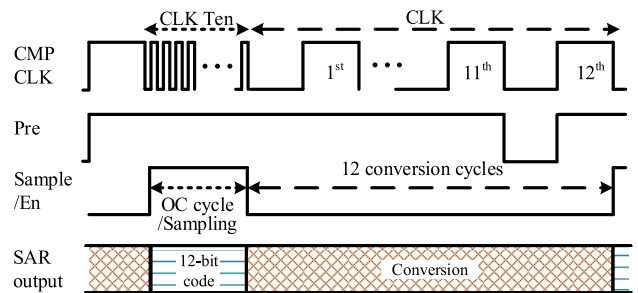 CLK Ten
CLK
CMP
CLK
1st
...
11th
12th
Pre
Sample
/En
OC cycle
/Sampling
12 conversion cycles
SAR
output
12-bit
code
Conversion